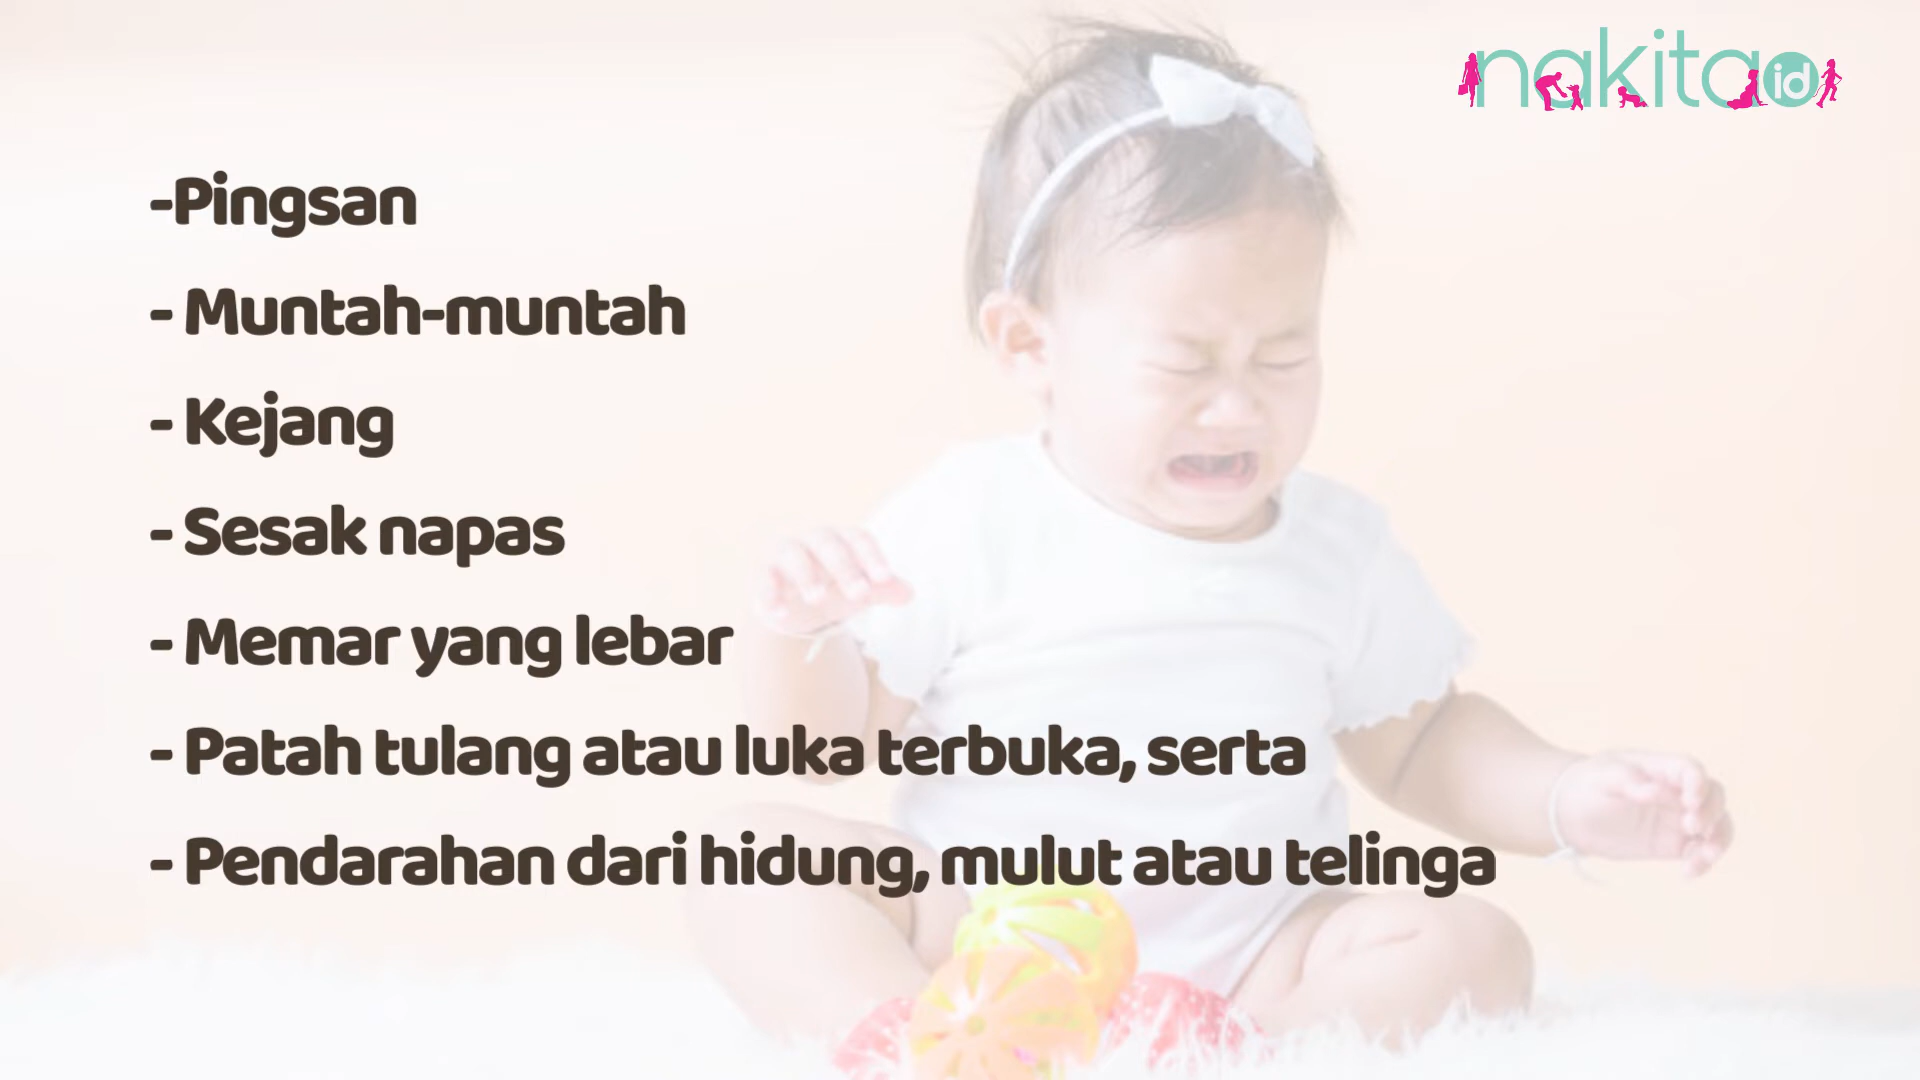 nakita id
-Pingsan
- Muntah-muntah
- Kejang
- Sesak napas
- Memar yang lebar
- Patah tulang atau luka terbuka, serta
- Pendarahan dari hidung, mulut atau telinga